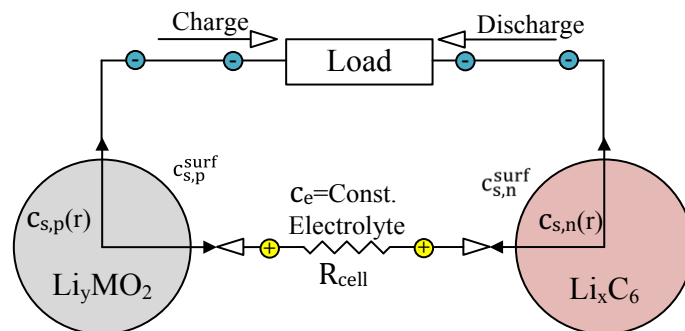 Charge
Discharge
Load
- - - -
c_{s,p}^{surf}
c_{s,n}^{surf}
c_e=Const.
Electrolyte
c_{s,p}(r)
c_{s,n}(r)
+ +
R_{cell}
Li_yMO_2
Li_xC_6